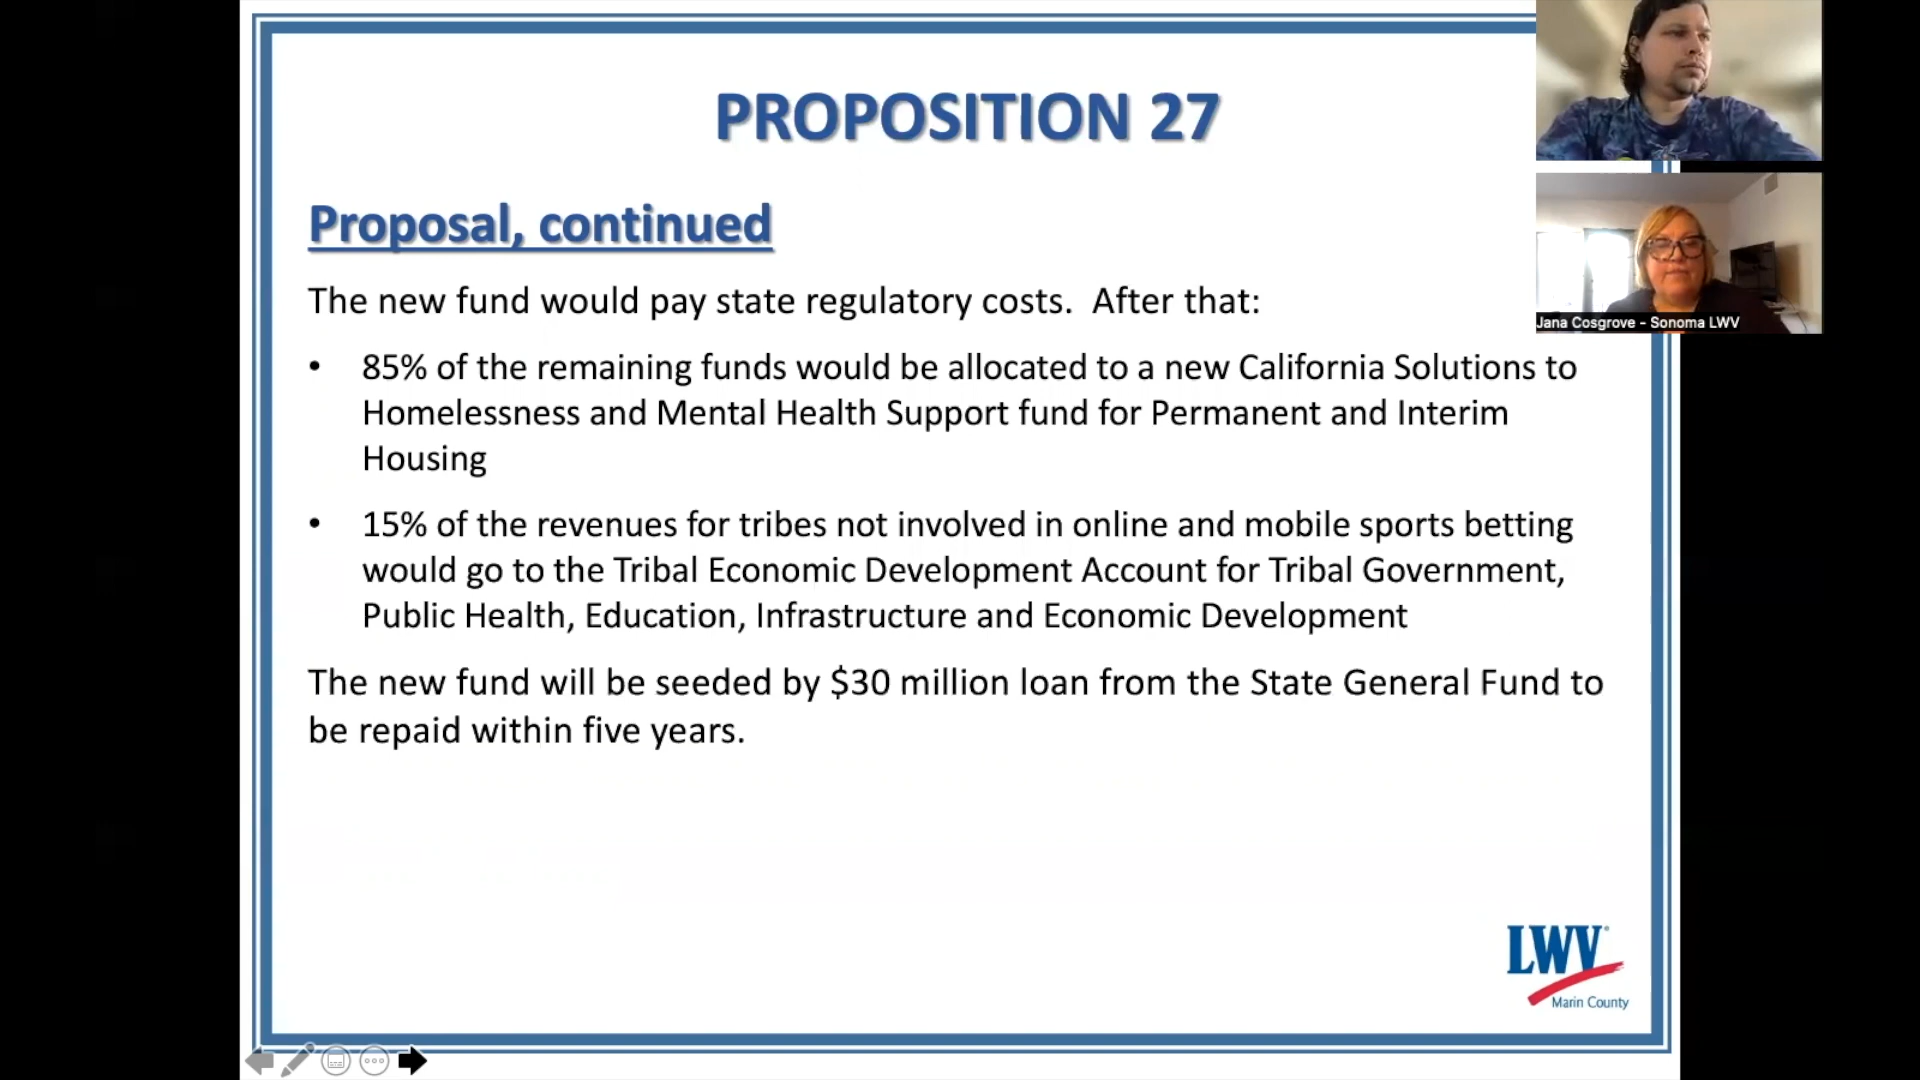 PROPOSITION 27
Proposal, continued
The new fund would pay state regulatory costs.  After that:
• 85% of the remaining funds would be allocated to a new California Solutions to
Homelessness and Mental Health Support fund for Permanent and Interim
Housing
• 15% of the revenues for tribes not involved in online and mobile sports betting
would go to the Tribal Economic Development Account for Tribal Government,
Public Health, Education, Infrastructure and Economic Development
The new fund will be seeded by $30 million loan from the State General Fund to
be repaid within five years.
Jana Cosgrove - Sonoma LWV
LWV®
Marin County